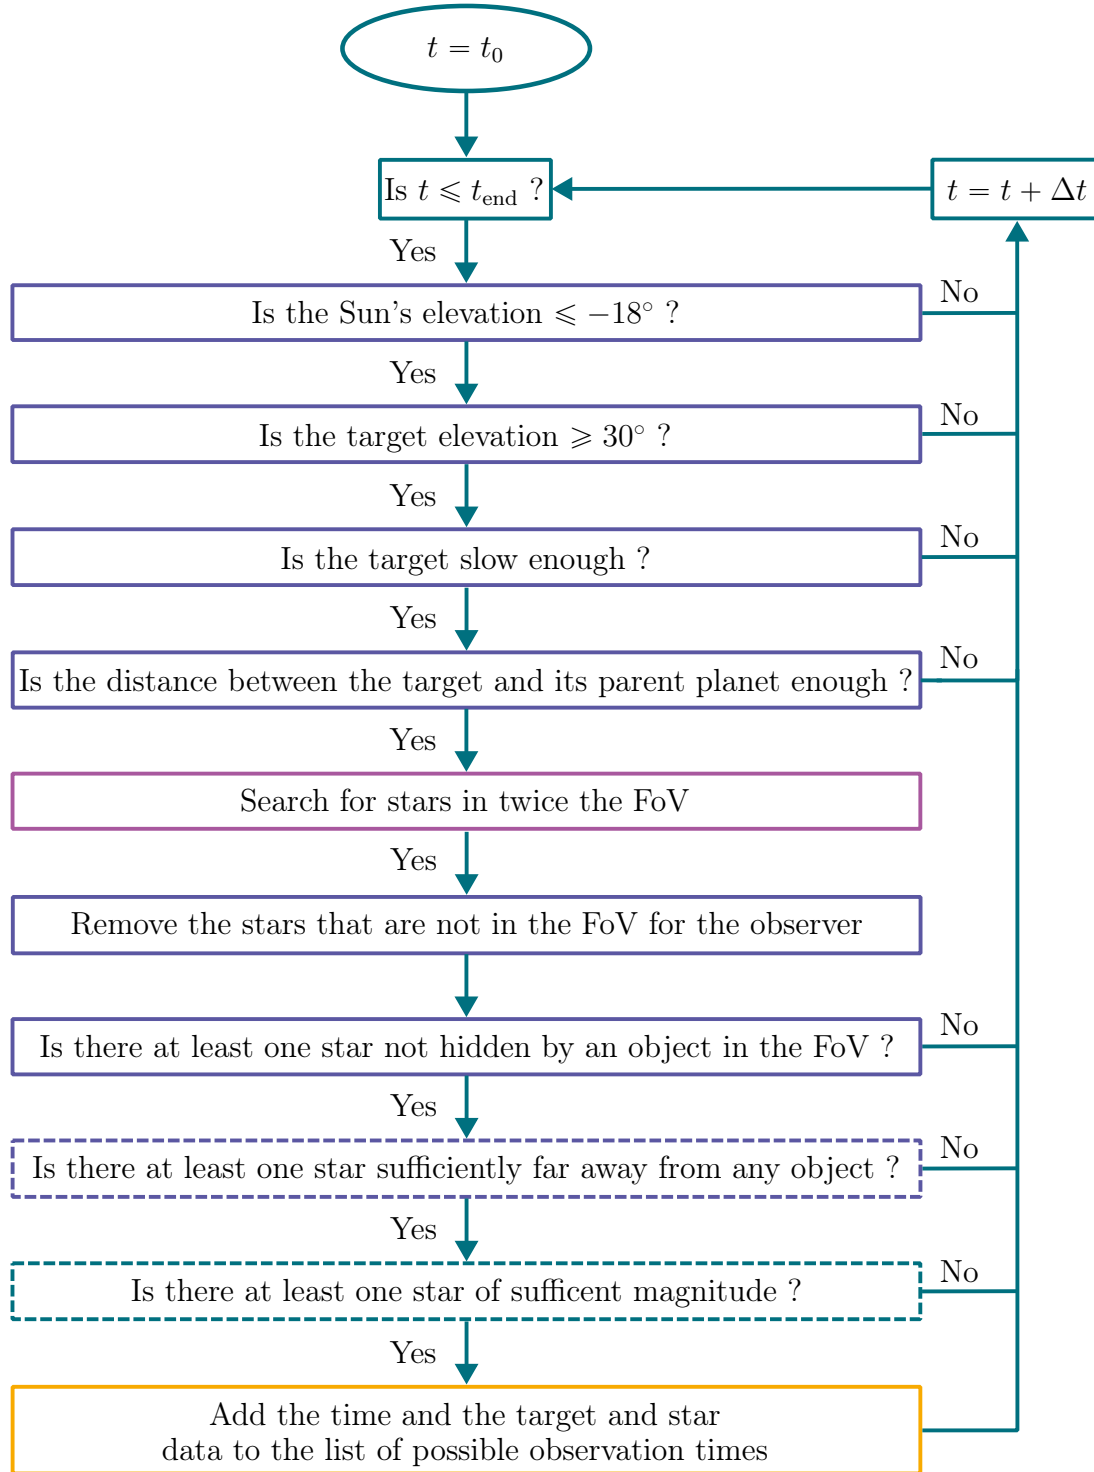 t = t₀
Is t ⩽ t_end ?
t = t + Δt
Yes
Is the Sun's elevation ⩽ −18° ?
No
Yes
Is the target elevation ⩾ 30° ?
No
Yes
Is the target slow enough ?
No
Yes
Is the distance between the target and its parent planet enough ?
No
Yes
Search for stars in twice the FoV
Yes
Remove the stars that are not in the FoV for the observer
Is there at least one star not hidden by an object in the FoV ?
No
Yes
Is there at least one star sufficiently far away from any object ?
No
Yes
Is there at least one star of sufficent magnitude ?
No
Yes
Add the time and the target and star
data to the list of possible observation times